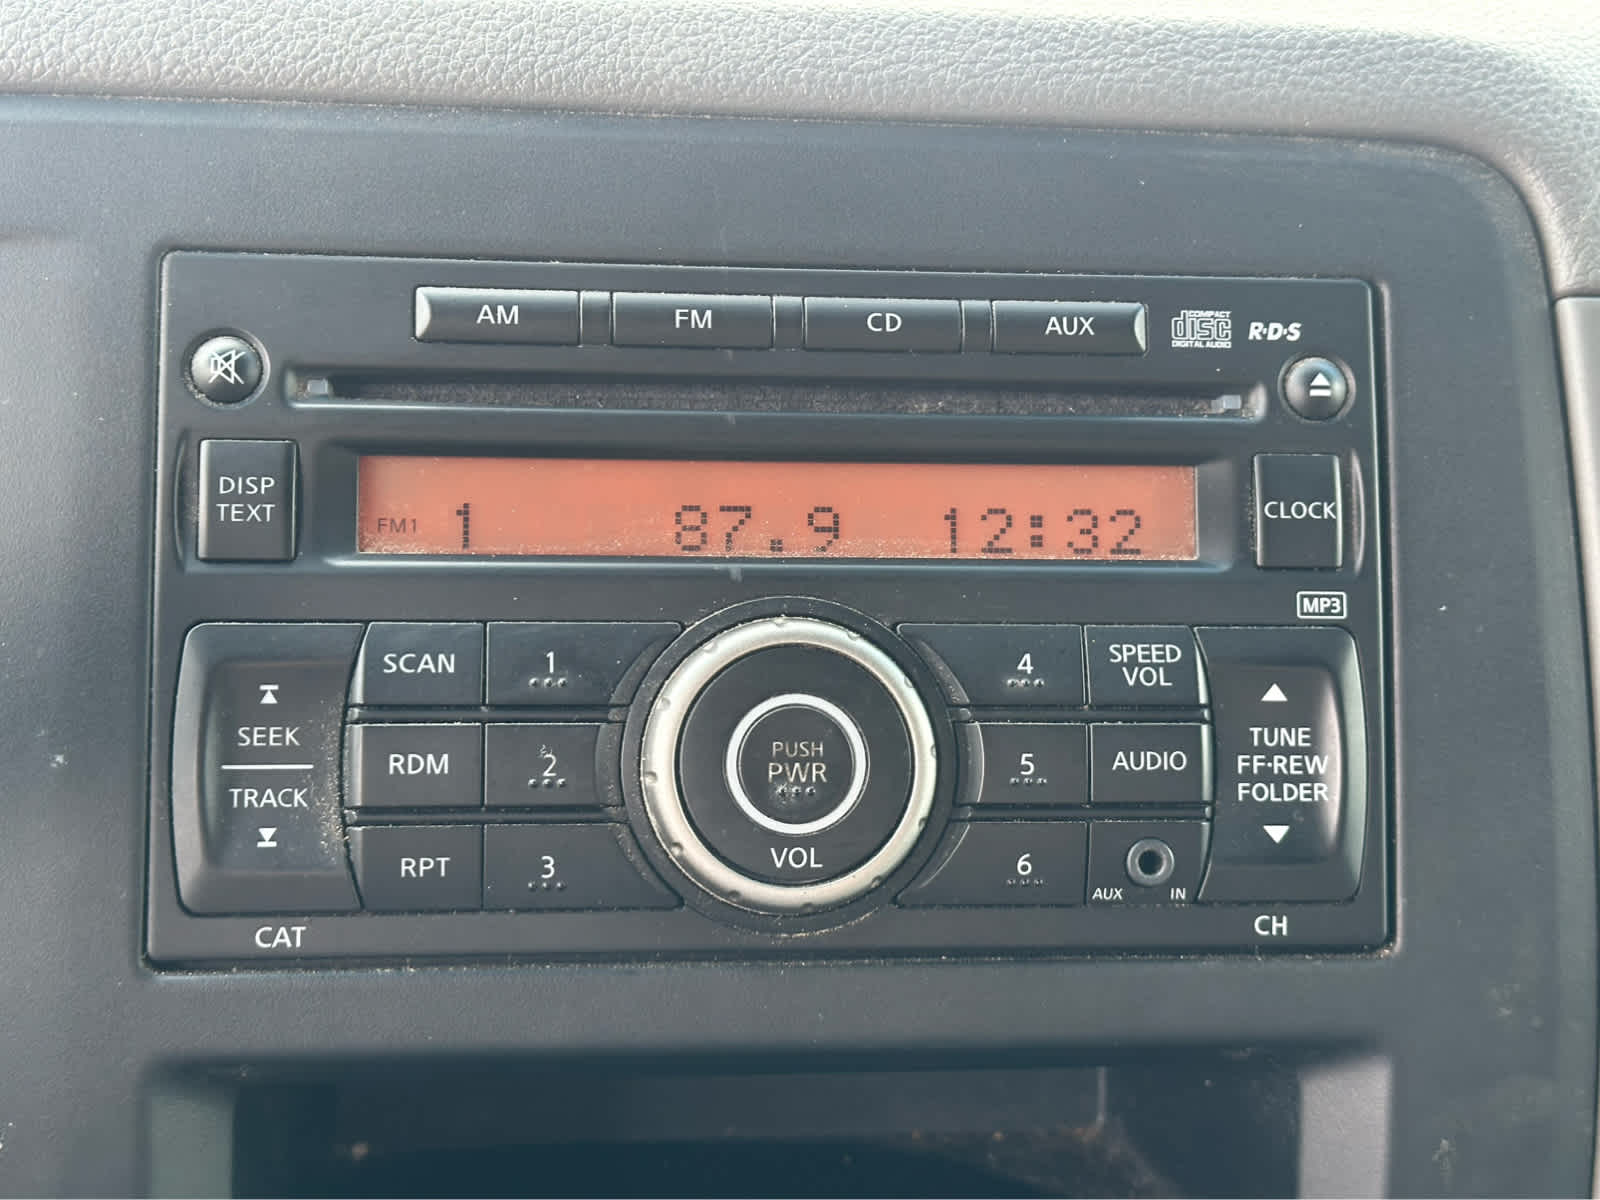 AM FM CD AUX
COMPACT
disc
DIGITAL AUDIO
R·D·S
DISP
TEXT
FM1 1 87.9 12:32
CLOCK
MP3
SEEK
TRACK
SCAN
RDM
RPT
1
2
3
PUSH
PWR
VOL
4
5
6
SPEED
VOL
AUDIO
AUX IN
TUNE
FF·REW
FOLDER
CAT
CH